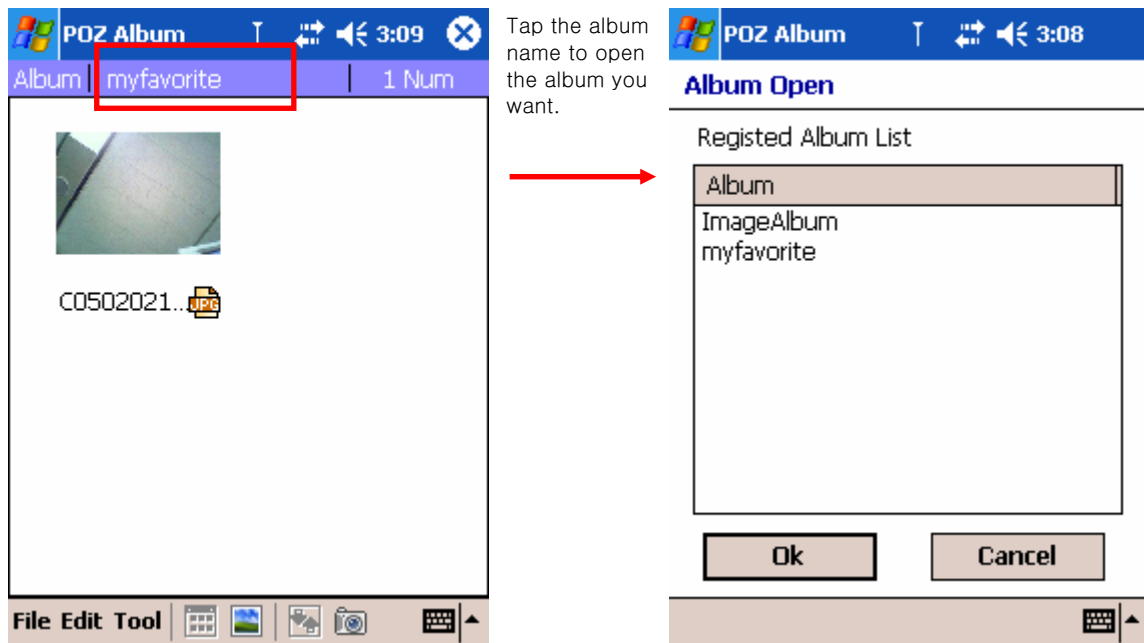 POZ Album 3:09
Album myfavorite 1 Num
C0502021...
JPG
File Edit Tool
Tap the album
name to open
the album you
want.
POZ Album 3:08
Album Open
Registed Album List
Album
ImageAlbum
myfavorite
Ok Cancel